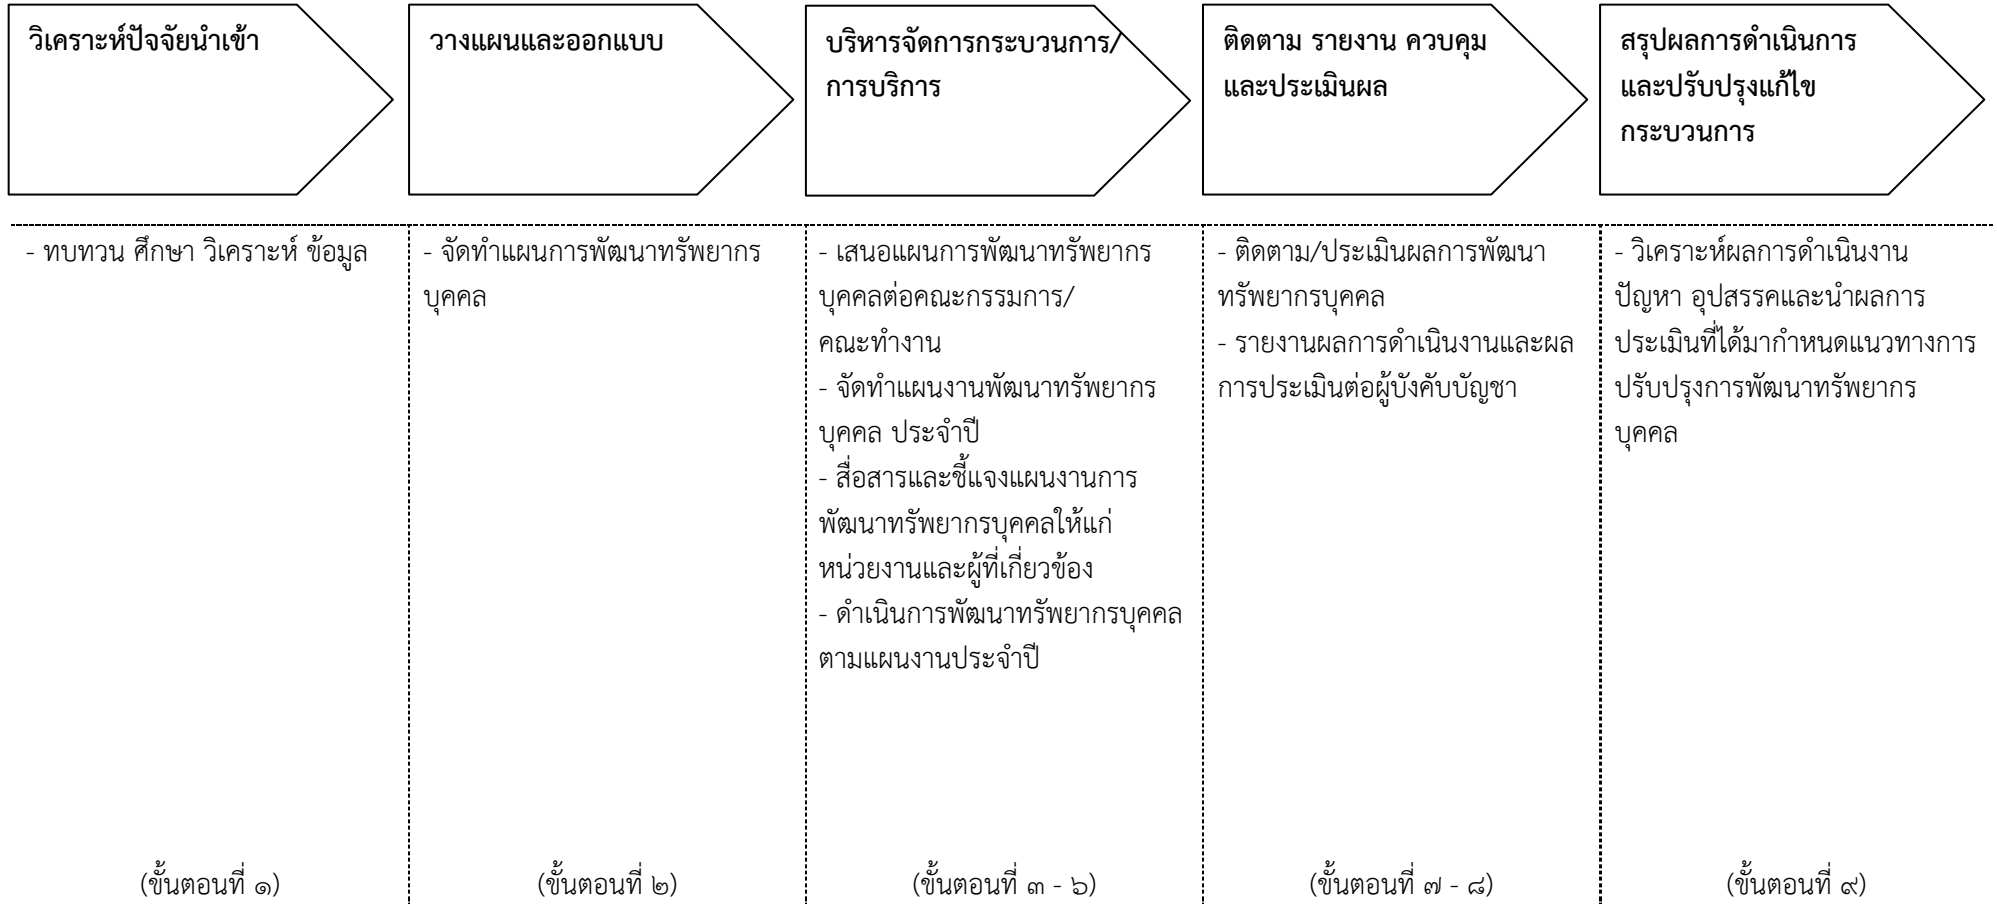 วิเคราะห์ปัจจัยนำเข้า
วางแผนและออกแบบ
บริหารจัดการกระบวนการ/
การบริการ
ติดตาม รายงาน ควบคุม
และประเมินผล
สรุปผลการดำเนินการ
และปรับปรุงแก้ไข
กระบวนการ
- ทบทวน ศึกษา วิเคราะห์ ข้อมูล
(ขั้นตอนที่ ๑)
- จัดทำแผนการพัฒนาทรัพยากร
บุคคล
(ขั้นตอนที่ ๒)
- เสนอแผนการพัฒนาทรัพยากร
บุคคลต่อคณะกรรมการ/
คณะทำงาน
- จัดทำแผนงานพัฒนาทรัพยากร
บุคคล ประจำปี
- สื่อสารและชี้แจงแผนงานการ
พัฒนาทรัพยากรบุคคลให้แก่
หน่วยงานและผู้ที่เกี่ยวข้อง
- ดำเนินการพัฒนาทรัพยากรบุคคล
ตามแผนงานประจำปี
(ขั้นตอนที่ ๓ - ๖)
- ติดตาม/ประเมินผลการพัฒนา
ทรัพยากรบุคคล
- รายงานผลการดำเนินงานและผล
การประเมินต่อผู้บังคับบัญชา
(ขั้นตอนที่ ๗ - ๘)
- วิเคราะห์ผลการดำเนินงาน
ปัญหา อุปสรรคและนำผลการ
ประเมินที่ได้มากำหนดแนวทางการ
ปรับปรุงการพัฒนาทรัพยากร
บุคคล
(ขั้นตอนที่ ๙)